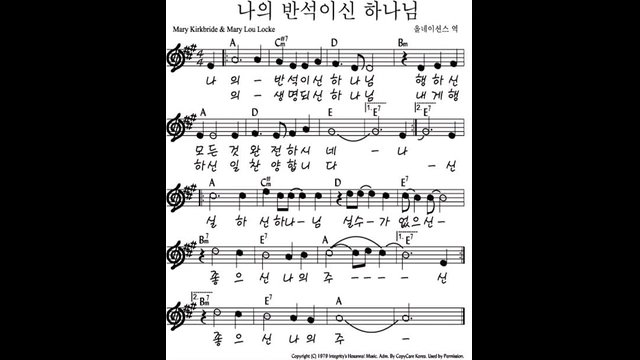 나의 반석이신 하나님
Mary Kirkbride & Mary Lou Locke 올네이션스 역
A C#7m D Bm
나 의- 반석이신 하 나님 행하신
의- 생명되신 하 나님 내게행
A D E 1. E7 2. E7
모든 것 완 전하시 네 -나
하신 일 찬 양합니 다 -신
A C#m D E7
실 하 신하나-님 실수-가 없으신-
Bm7 E7 A 1. E7
좋 으 신 나의 주 - - - - 신
2. Bm7 E7 A
좋 으 신 나의 주 -
Copyright (C) 1979 Integrity's Hosanna! Music. Adm. By CopyCare Korea. Used by Permission.